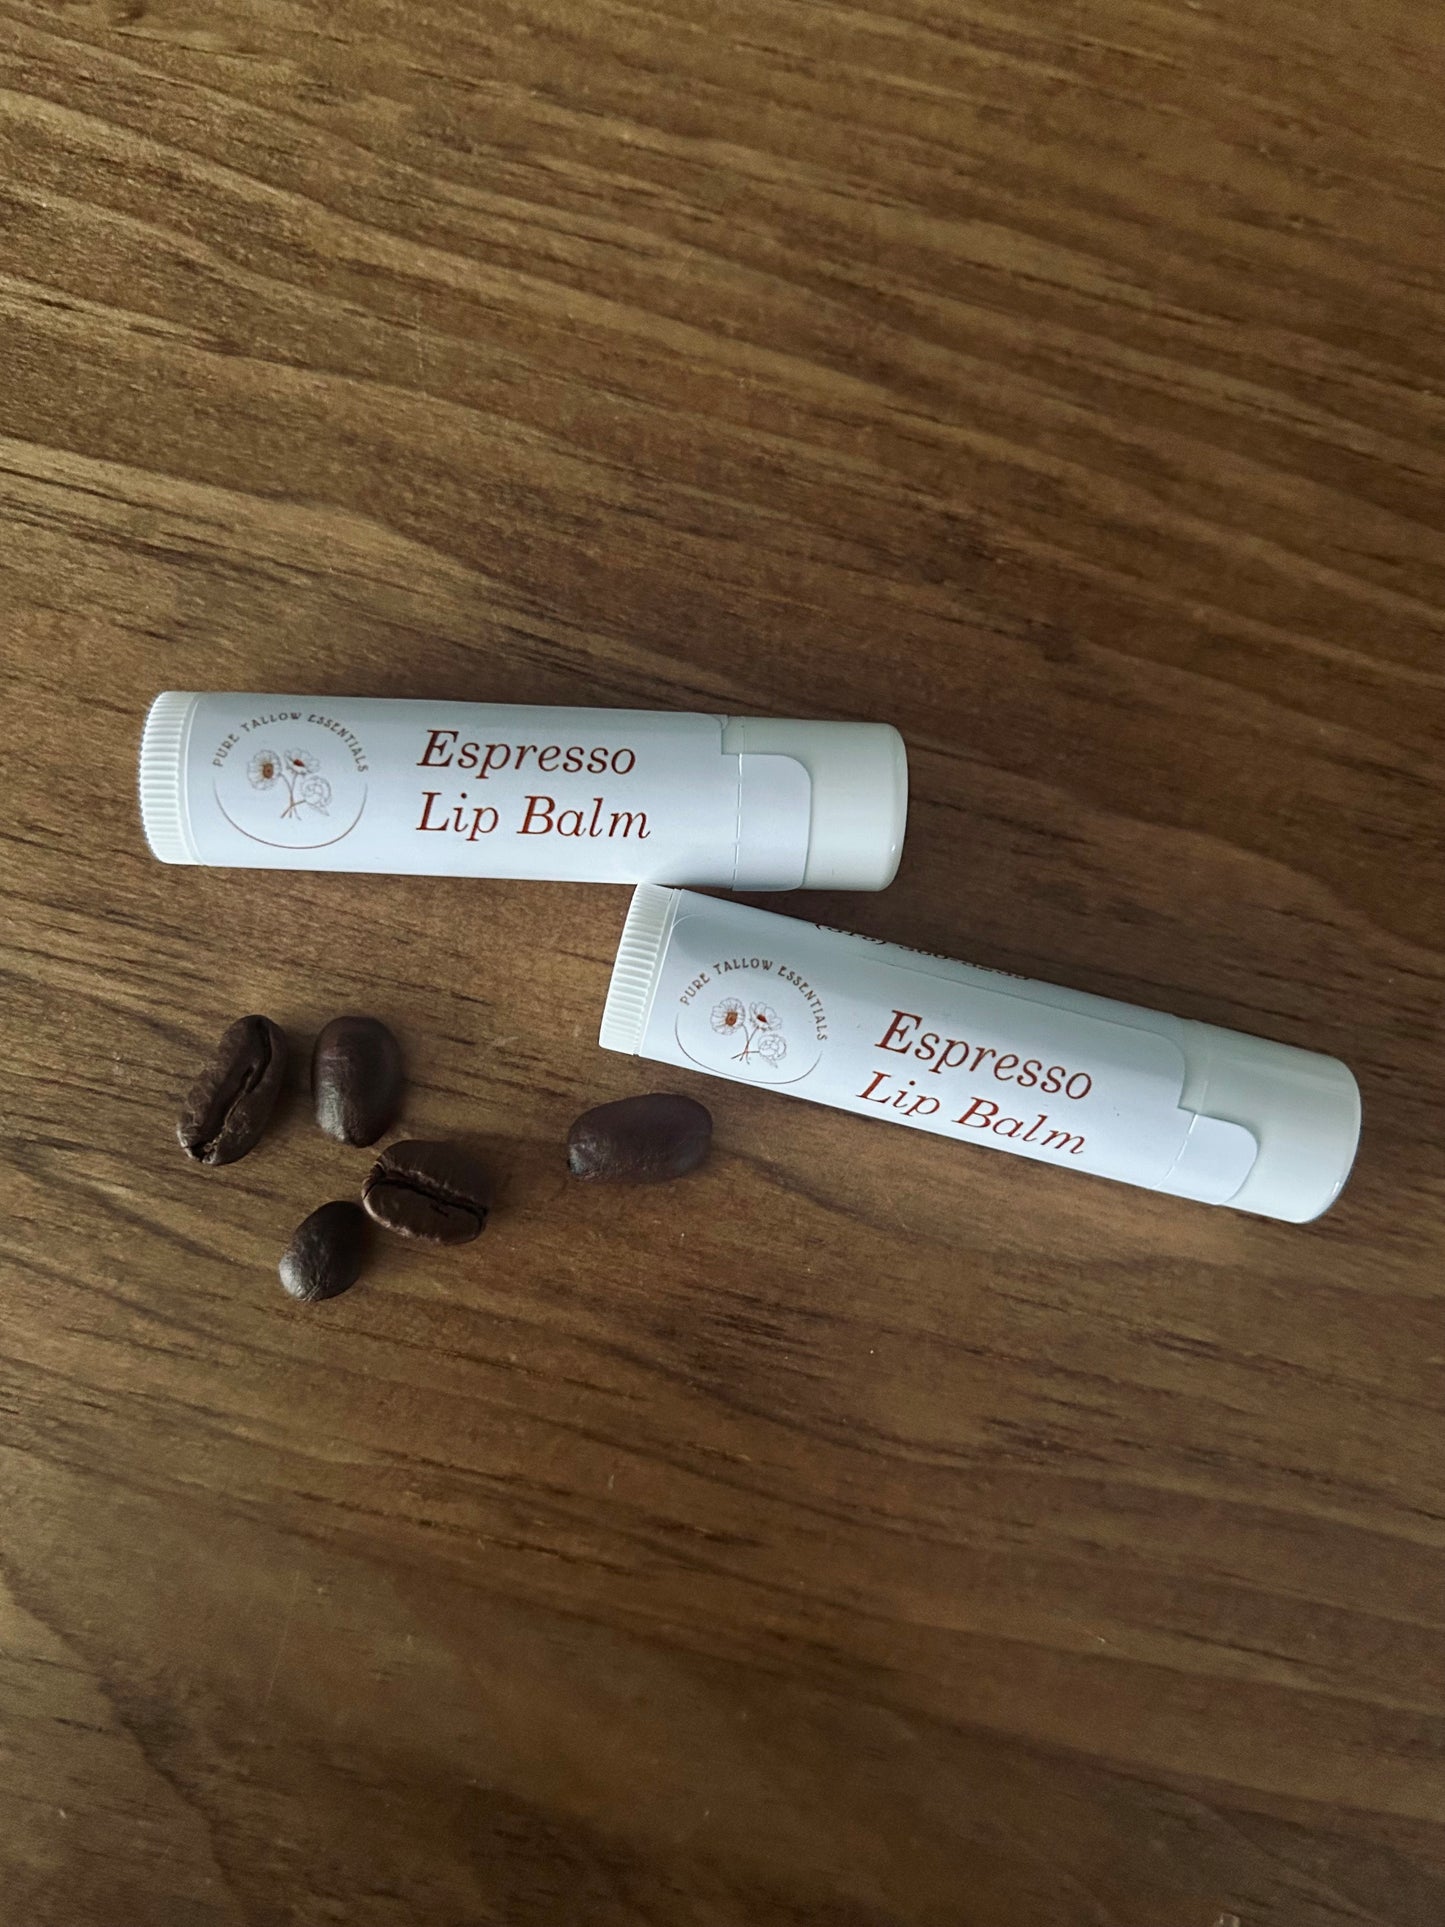 PURE TALLOW ESSENTIALS
Espresso
Lip Balm
PURE TALLOW ESSENTIALS
Espresso
Lip Balm